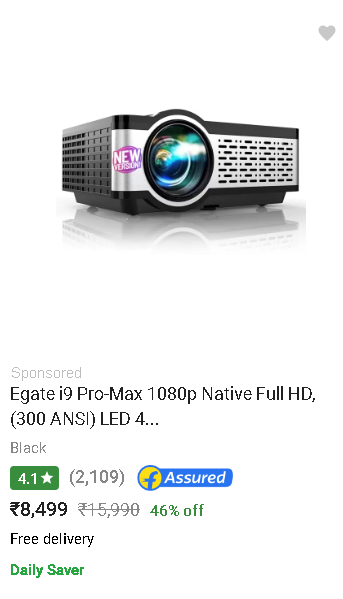 NEW
VERSION!
Sponsored
Egate i9 Pro-Max 1080p Native Full HD,
(300 ANSI) LED 4...
Black
4.1★ (2,109) f Assured
₹8,499 ₹15,990 46% off
Free delivery
Daily Saver